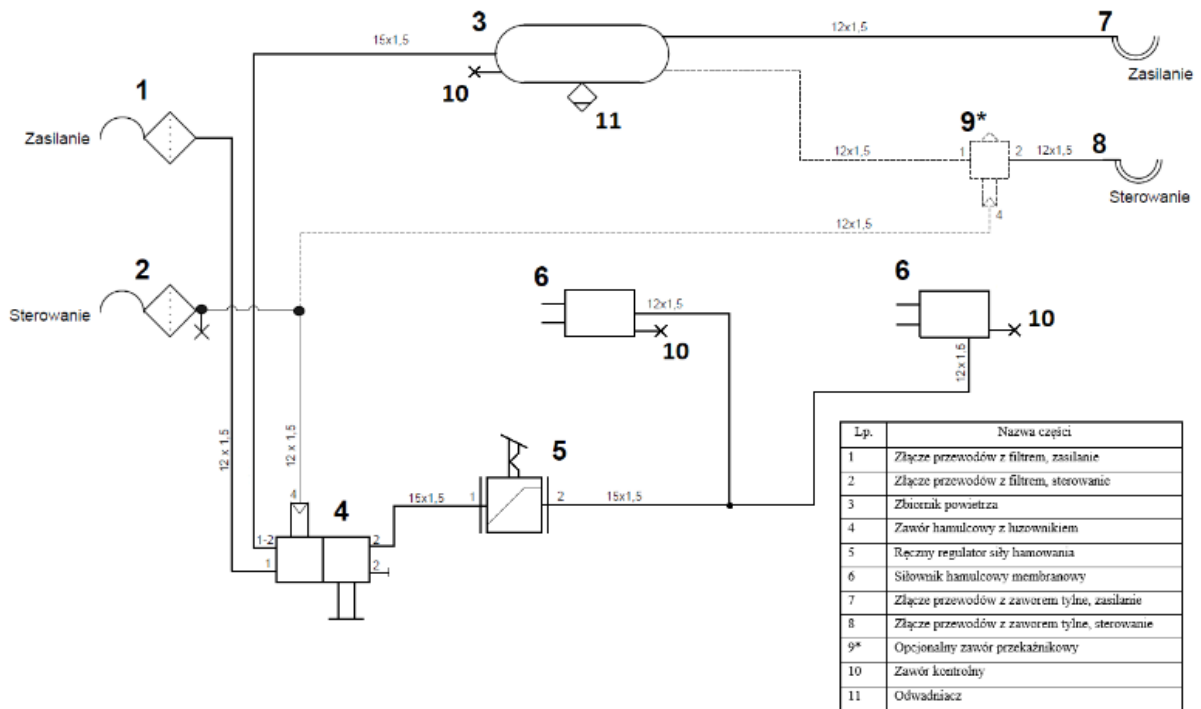 3
7
15x1,5
12x1,5
10
11
Zasilanie
1
Zasilanie
9*
8
12x1,5
1
2
12x1,5
Sterowanie
4
12x1,5
2
Sterowanie
6
12x1,5
10
6
10
12x1,5
12 x 1,5
12 x 1,5
5
4
4
15x1,5
1
2
15x1,5
1-2
1
2
2
Lp. Nazwa części
1 Złącze przewodów z filtrem, zasilanie
2 Złącze przewodów z filtrem, sterowanie
3 Zbiornik powietrza
4 Zawór hamulcowy z luzownikiem
5 Ręczny regulator siły hamowania
6 Siłownik hamulcowy membranowy
7 Złącze przewodów z zaworem tylne, zasilanie
8 Złącze przewodów z zaworem tylne, sterowanie
9* Opcjonalny zawór przekaźnikowy
10 Zawór kontrolny
11 Odwadniacz